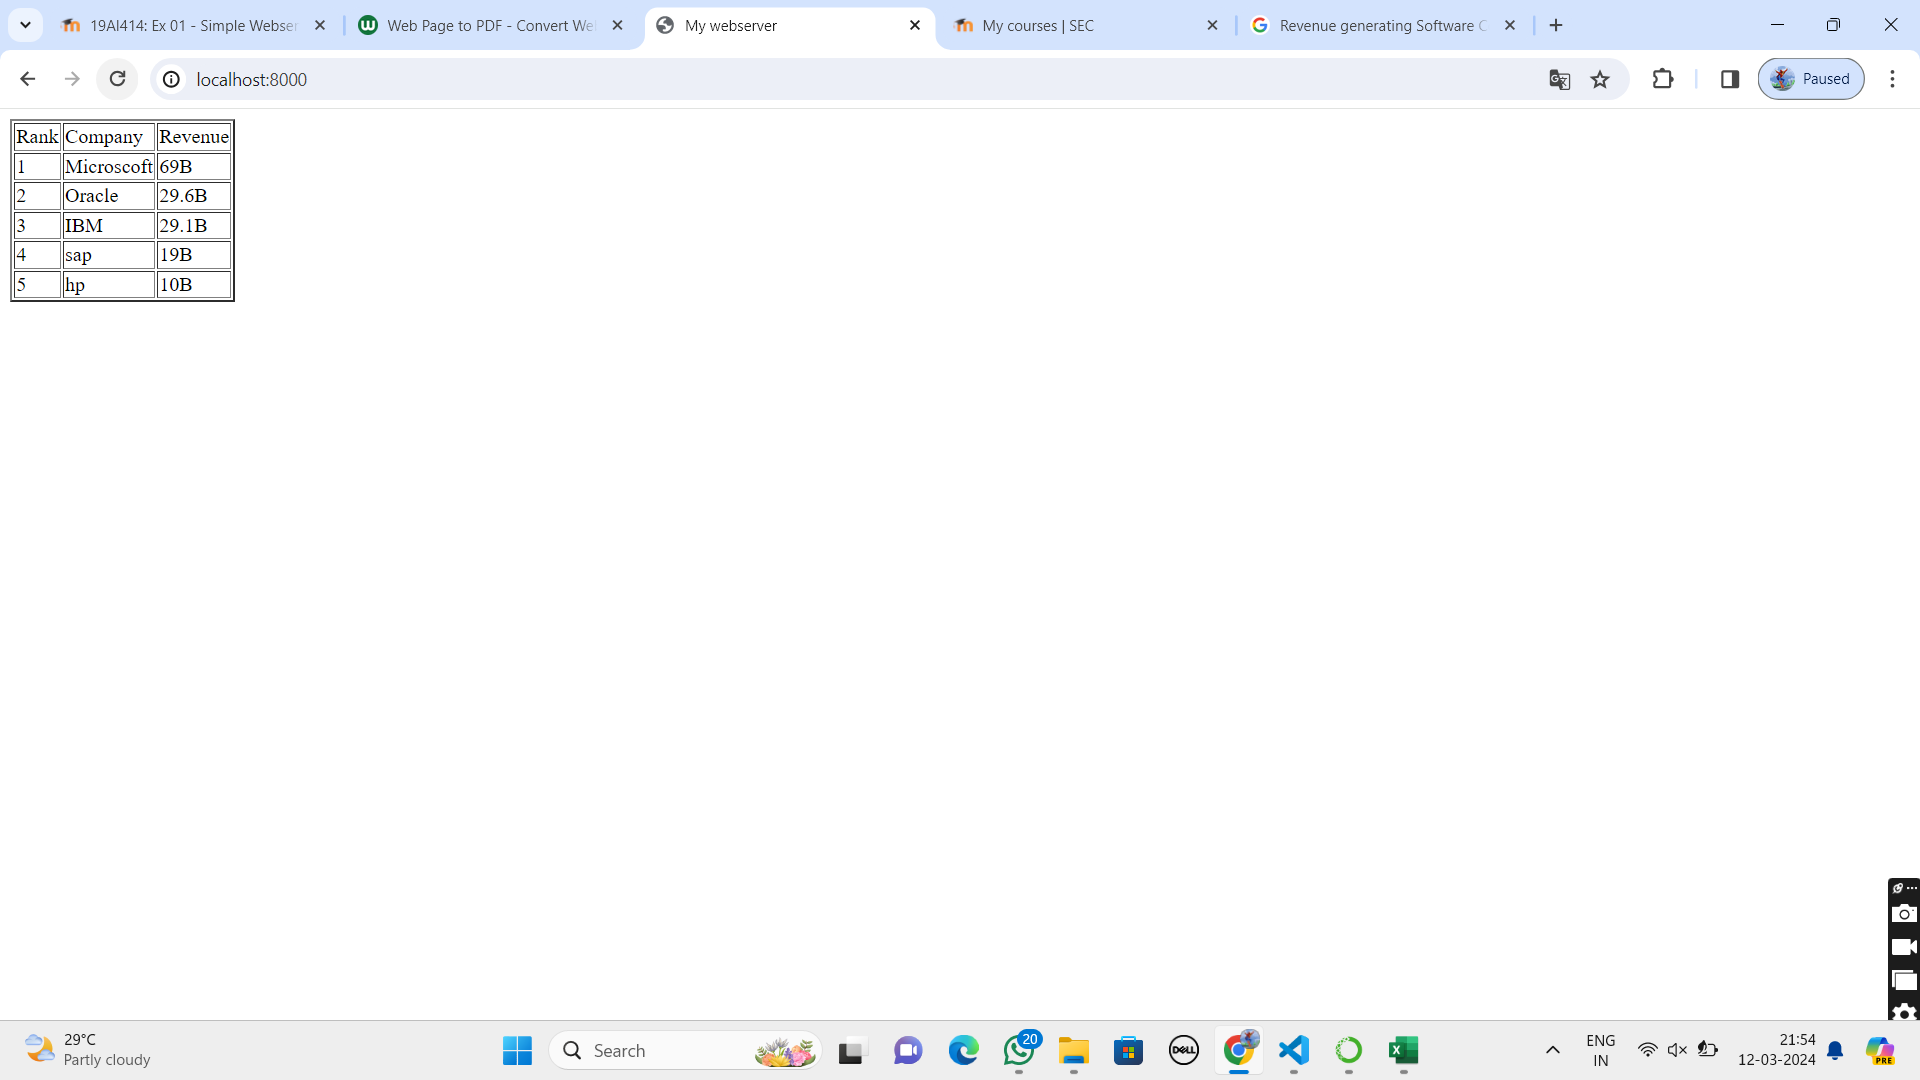 19AI414: Ex 01 - Simple Webser
Web Page to PDF - Convert We
My webserver
My courses | SEC
Revenue generating Software C
localhost:8000
Paused
Rank Company Revenue
1 Microscoft 69B
2 Oracle 29.6B
3 IBM 29.1B
4 sap 19B
5 hp 10B
29°C
Partly cloudy
Search
20
DELL
ENG
IN
21:54
12-03-2024
PRE